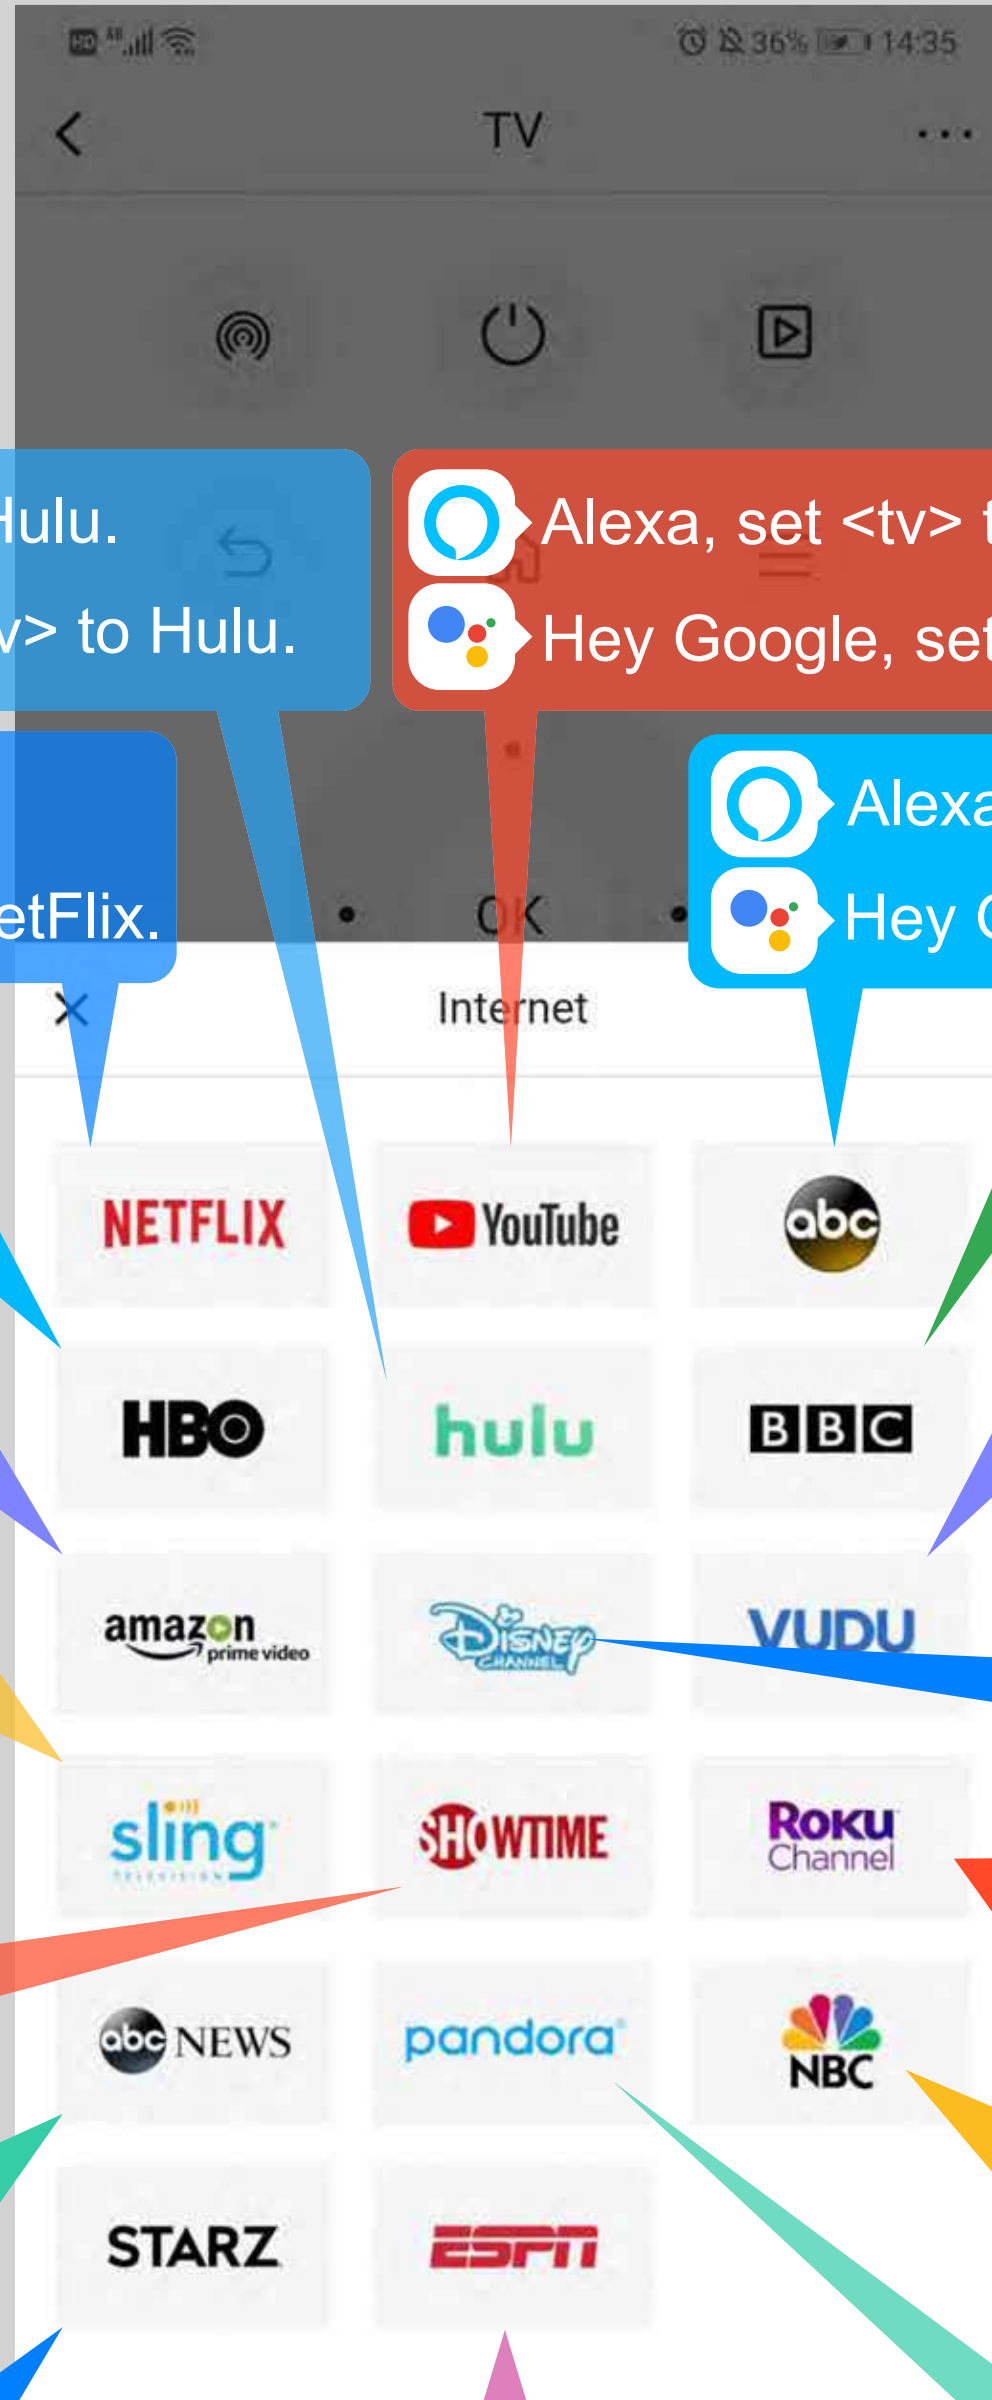 HD 4G 36% 14:35
TV
Hulu.
v> to Hulu.
Alexa, set <tv> t
Hey Google, set
etFlix.
OK
Alexa
Hey G
Internet
NETFLIX
YouTube
abc
HBO
hulu
BBC
amazon
prime video
DISNEY
CHANNEL
VUDU
sling
TELEVISION
SHOWTIME
ROKU
Channel
abc NEWS
pandora
NBC
STARZ
ESPN